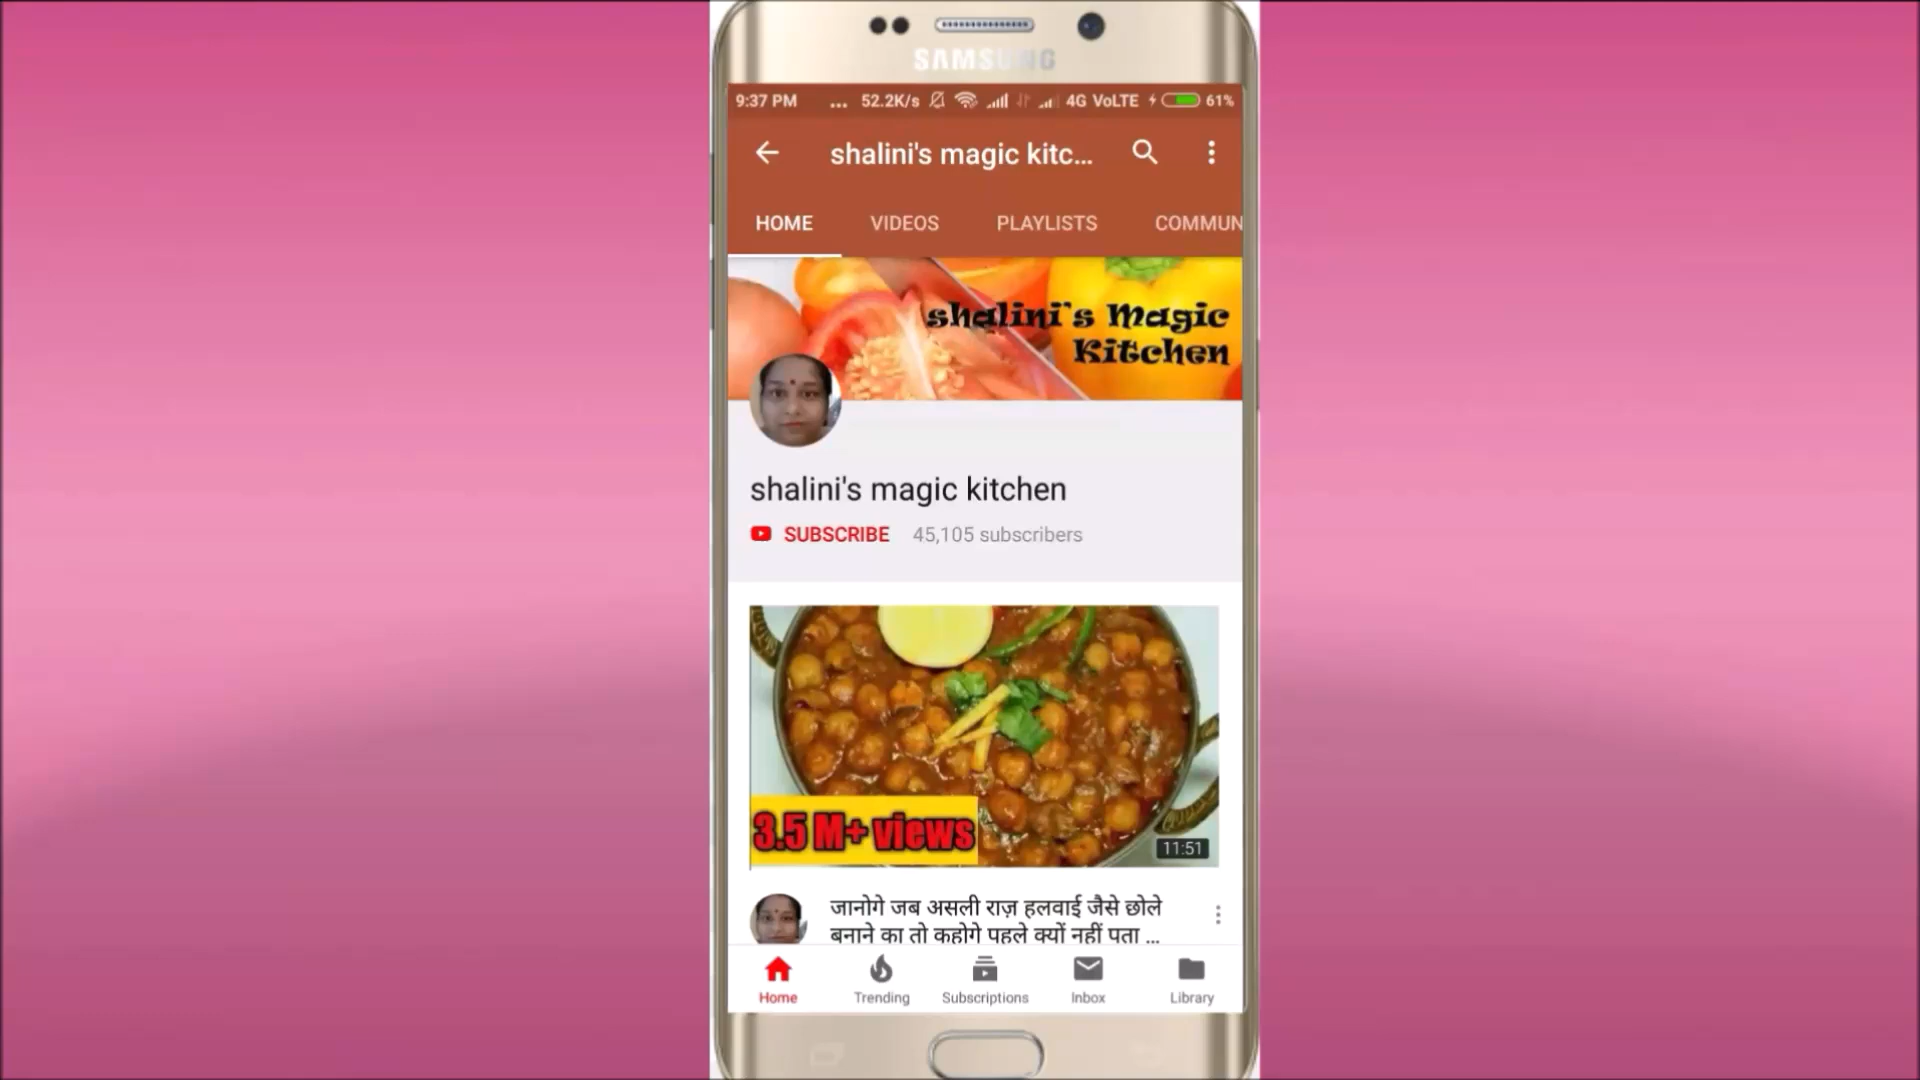 SAMSUNG
9:37 PM ... 52.2K/s 4G VoLTE 61%
shalini's magic kitc...
HOME VIDEOS PLAYLISTS COMMUN
shalini`s Magic
Kitchen
shalini's magic kitchen
SUBSCRIBE 45,105 subscribers
3.5 M+ views
11:51
जानोगे जब असली राज़ हलवाई जैसे छोले
बनाने का तो कहोगे पहले क्यों नहीं पता ...
Home Trending Subscriptions Inbox Library